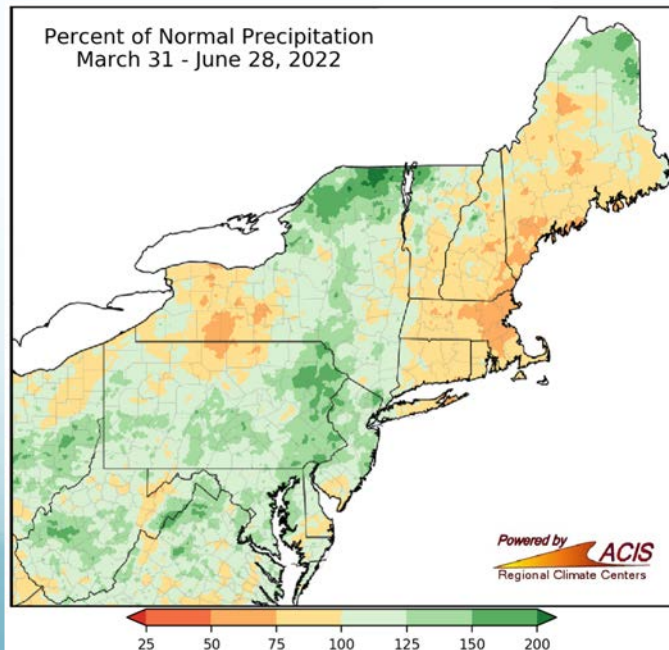 Percent of Normal Precipitation
March 31 - June 28, 2022
Powered by
ACIS
Regional Climate Centers
25 50 75 100 125 150 200